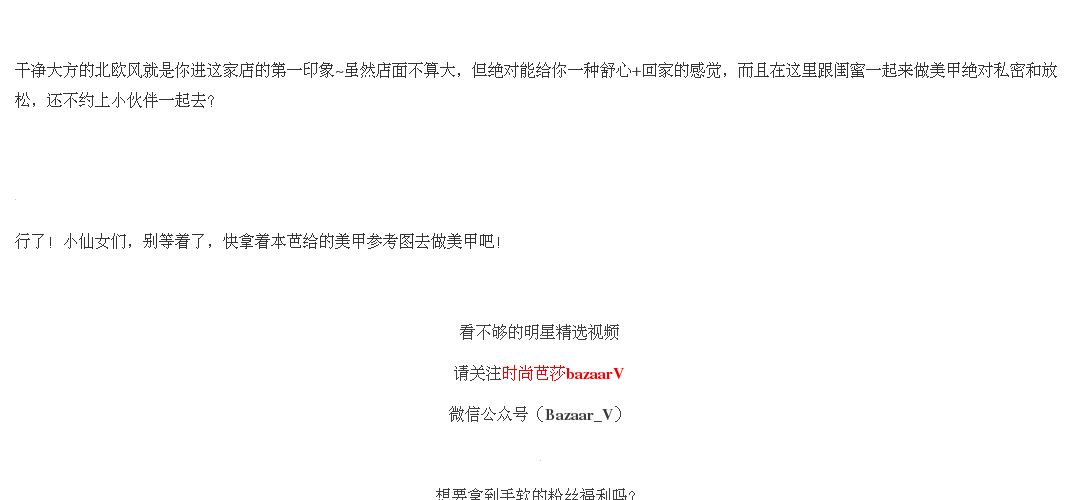 干净大方的北欧风就是你进这家店的第一印象~虽然店面不算大，但绝对能给你一种舒心+回家的感觉，而且在这里跟闺蜜一起来做美甲绝对私密和放
松，还不约上小伙伴一起去？
行了！小仙女们，别等着了，快拿着本芭给的美甲参考图去做美甲吧！
看不够的明星精选视频
请关注时尚芭莎bazaarV
微信公众号（Bazaar_V）
想要拿到手软的粉丝福利吗？